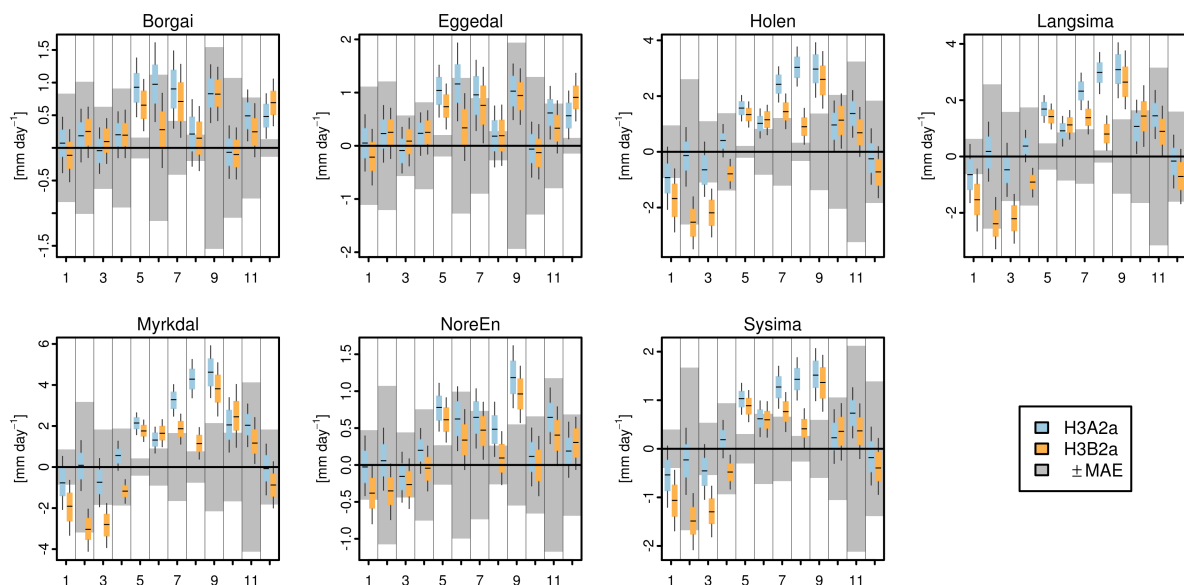 Borgai
Eggedal
Holen
Langsima
[mm day⁻¹]
1.5
1.0
0.5
0.0
-0.5
-1.5
[mm day⁻¹]
2
1
0
-1
-2
[mm day⁻¹]
4
2
0
-2
[mm day⁻¹]
4
2
0
-2
1 3 5 7 9 11
1 3 5 7 9 11
1 3 5 7 9 11
1 3 5 7 9 11
Myrkdal
NoreEn
Sysima
[mm day⁻¹]
6
4
2
0
-2
-4
[mm day⁻¹]
1.5
1.0
0.5
0.0
-0.5
-1.0
[mm day⁻¹]
2
1
0
-1
-2
H3A2a
H3B2a
±MAE
1 3 5 7 9 11
1 3 5 7 9 11
1 3 5 7 9 11